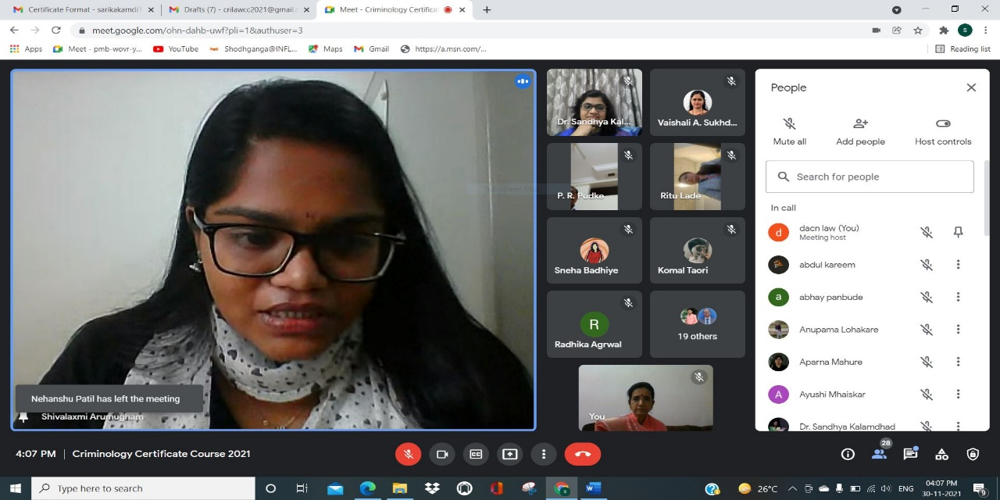 Certificate Format - sarikakamdi1
Drafts (7) - crilawcc2021@gmail.c
Meet - Criminology Certifica
meet.google.com/ohn-dahb-uwf?pli=1&authuser=3
S
Apps
Meet - pmb-wovr-y...
YouTube
Shodhganga@INFL...
Maps
Gmail
https://a.msn.com/...
Reading list
Dr. Sandhya Kal...
Vaishali A. Sukhd...
P. R. Pudke
Ritu Lade
Sneha Badhiye
Komal Taori
R
Radhika Agrwal
19 others
You
Nehanshu Patil has left the meeting
Shivalaxmi Arumugham
People
Mute all
Add people
Host controls
Search for people
In call
d
dacn law (You)
Meeting host
abdul kareem
a
abhay panbude
Anupama Lohakare
Aparna Mahure
A
Ayushi Mhaiskar
Dr. Sandhya Kalamdhad
4:07 PM | Criminology Certificate Course 2021
28
Type here to search
26°C
ENG
04:07 PM
30-11-2021
9